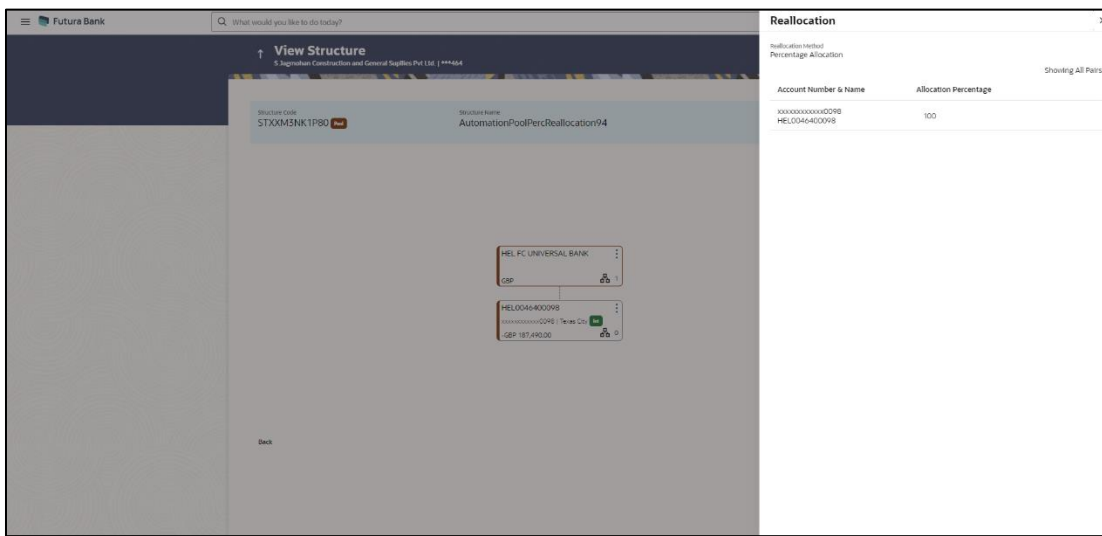 Futura Bank
What would you like to do today?
View Structure
S Jagmohan Construction and General Suplies Pvt Ltd | ***464
Structure Code
STXXM3NK1P80 Pool
Structure Name
AutomationPoolPercReallocation94
HEL FC UNIVERSAL BANK
GBP
1
HEL0046400098
xxxxxxxxxxxx0098 | Texas City
-GBP 187,490.00
0
Back
Reallocation
Reallocation Method
Percentage Allocation
Showing All Pairs
Account Number & Name
Allocation Percentage
xxxxxxxxxxxx0098
HEL0046400098
100